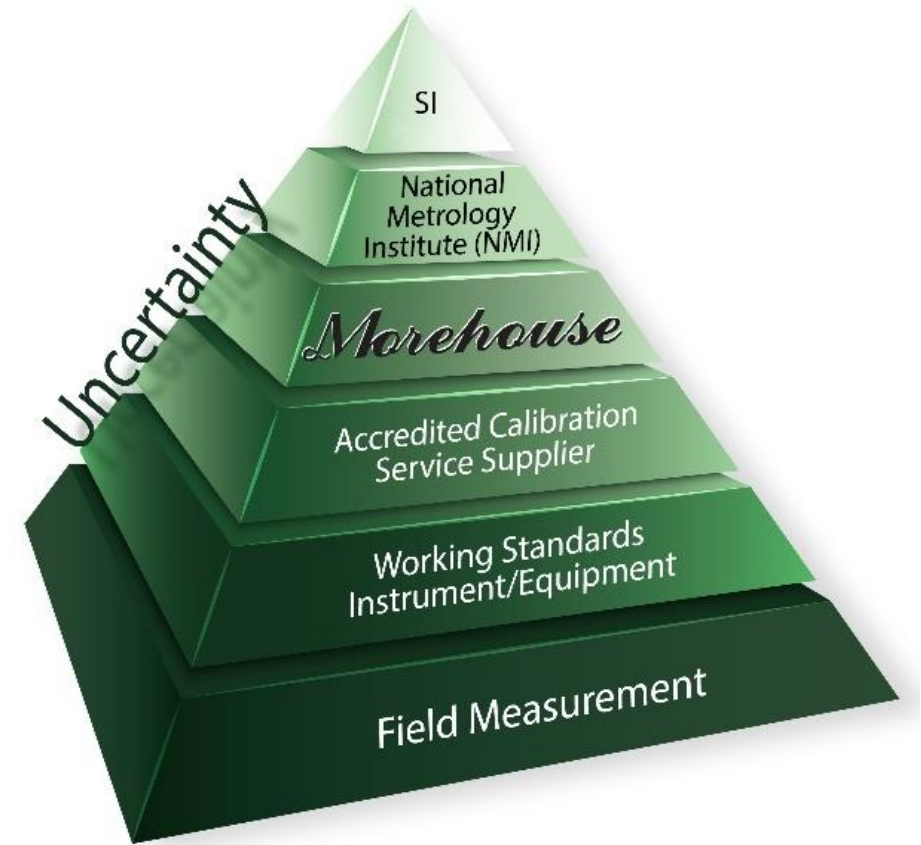 SI
National
Metrology
Institute (NMI)
Uncertainty
Morehouse
Accredited Calibration
Service Supplier
Working Standards
Instrument/Equipment
Field Measurement